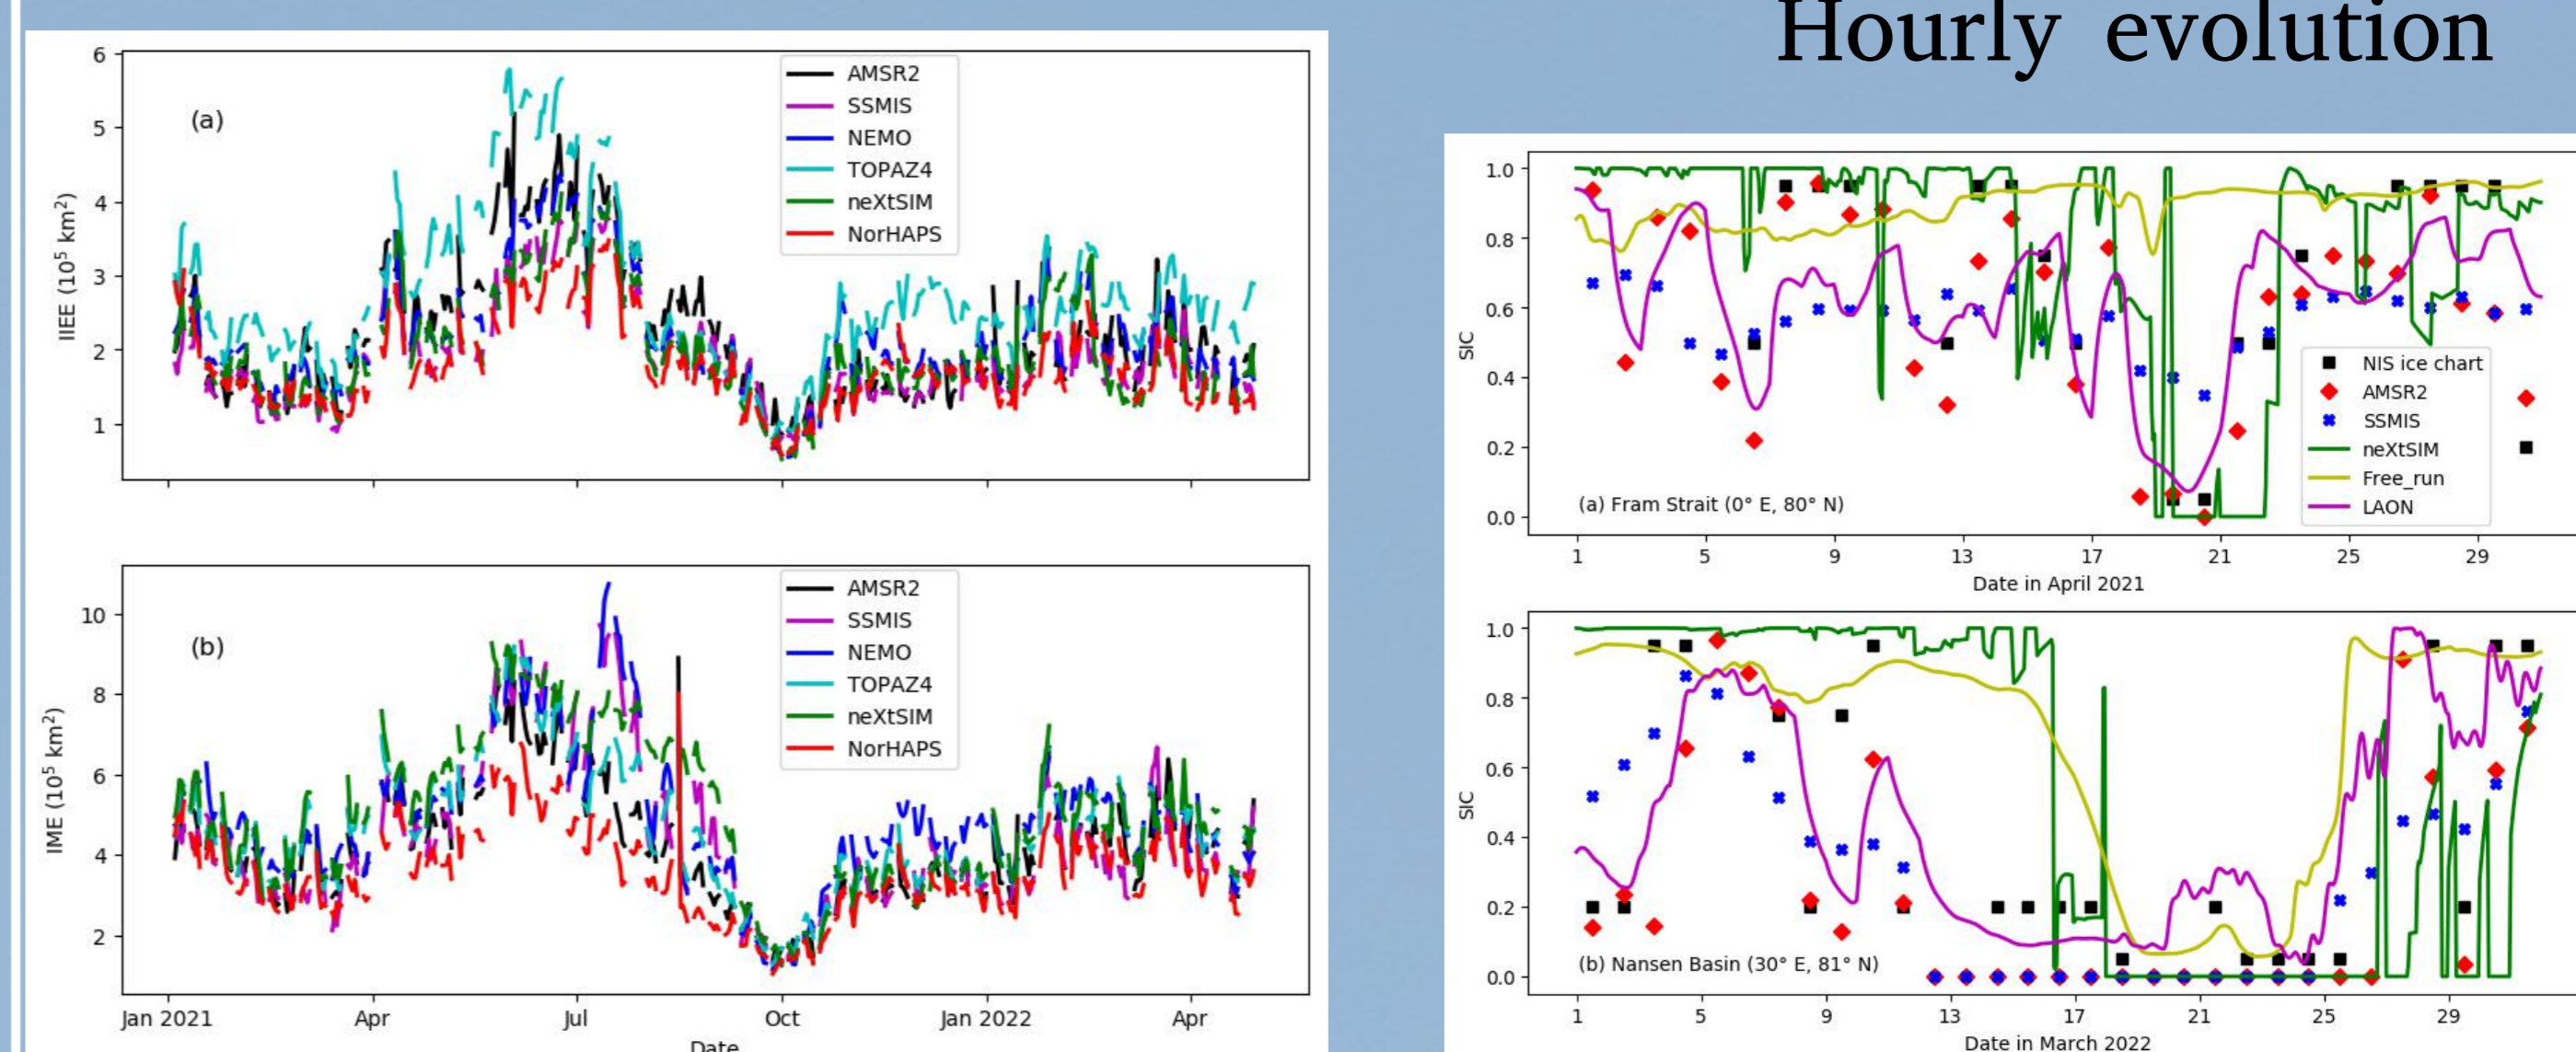 Hourly evolution
6
5
4
3
2
1
IIEE (10⁵ km²)
(a)
AMSR2
SSMIS
NEMO
TOPAZ4
neXtSIM
NorHAPS
10
8
6
4
2
IME (10⁵ km²)
(b)
AMSR2
SSMIS
NEMO
TOPAZ4
neXtSIM
NorHAPS
Jan 2021 Apr Jul Oct Jan 2022 Apr
Date
1.0
0.8
0.6
0.4
0.2
0.0
SIC
NIS ice chart
AMSR2
SSMIS
neXtSIM
Free_run
LAON
(a) Fram Strait (0° E, 80° N)
1 5 9 13 17 21 25 29
Date in April 2021
1.0
0.8
0.6
0.4
0.2
0.0
SIC
(b) Nansen Basin (30° E, 81° N)
1 5 9 13 17 21 25 29
Date in March 2022